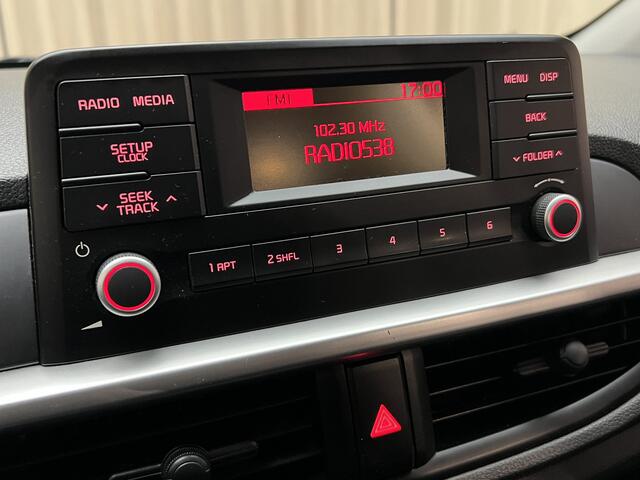 RADIO MEDIA
SETUP
CLOCK
SEEK
TRACK
FM1
17:00
102.30 MHz
RADIO538
MENU DISP
BACK
FOLDER
1 APT
2 SHFL
3
4
5
6